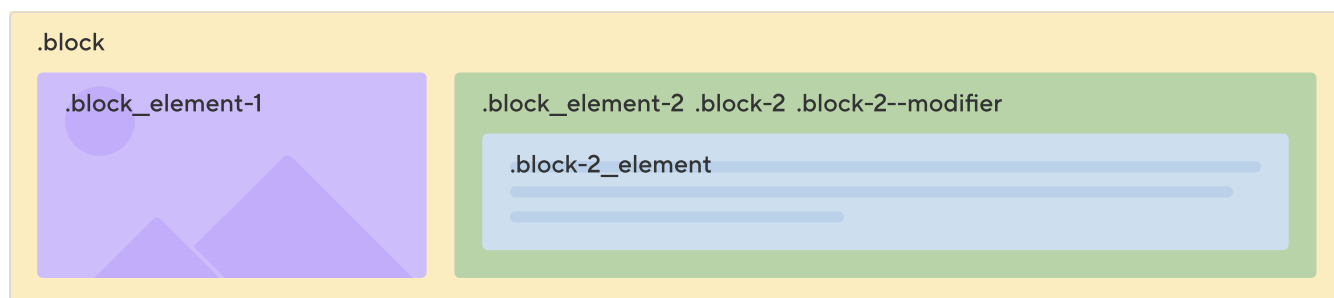 .block
.block_element-1
.block_element-2 .block-2 .block-2--modifier
.block-2_element